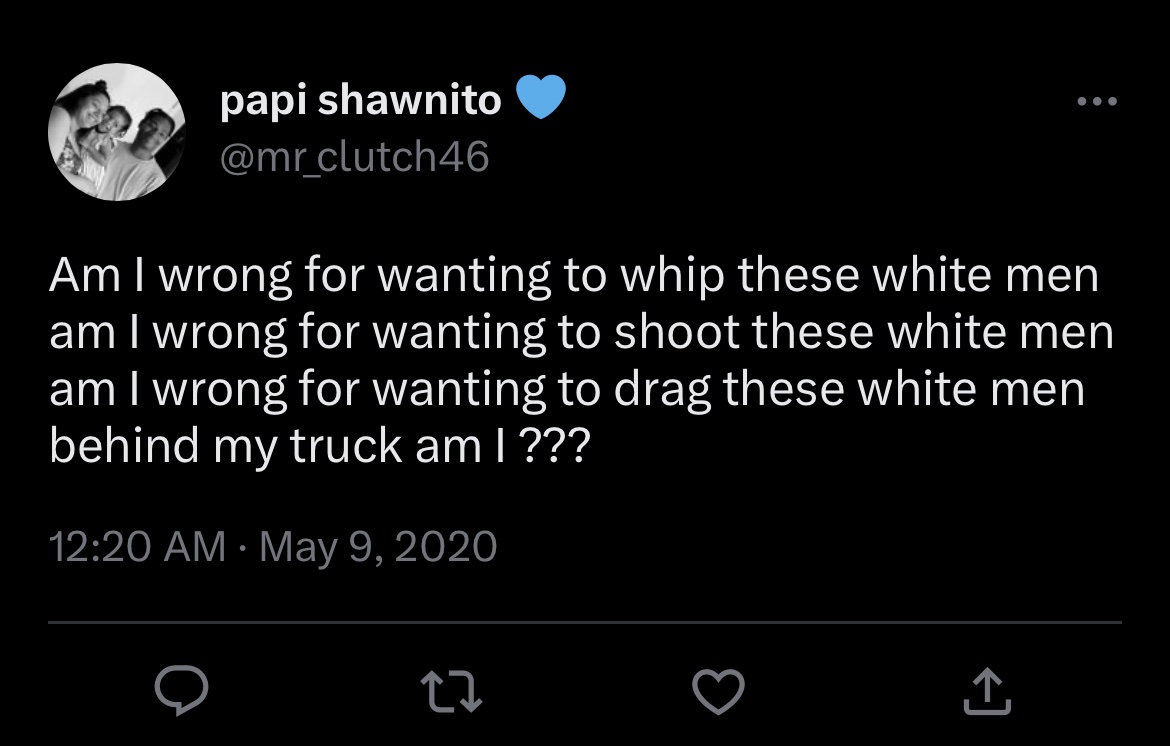 papi shawnito 💙
@mr_clutch46
Am I wrong for wanting to whip these white men
am I wrong for wanting to shoot these white men
am I wrong for wanting to drag these white men
behind my truck am I ???
12:20 AM · May 9, 2020